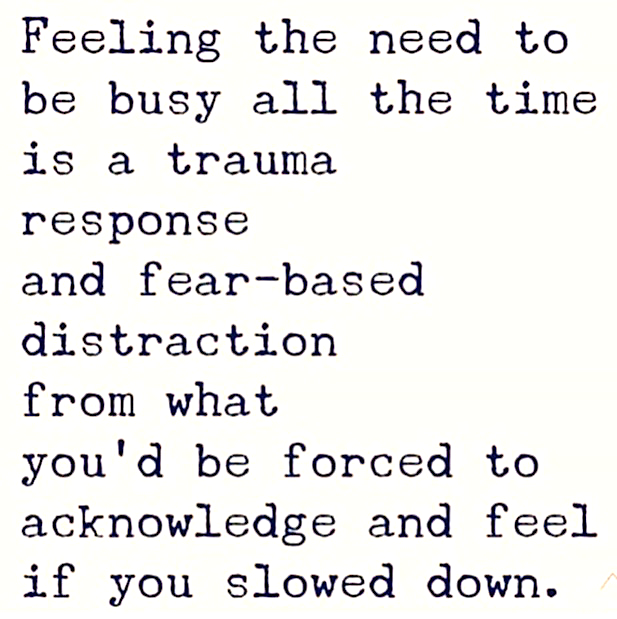 Feeling the need to
be busy all the time
is a trauma
response
and fear-based
distraction
from what
you'd be forced to
acknowledge and feel
if you slowed down.